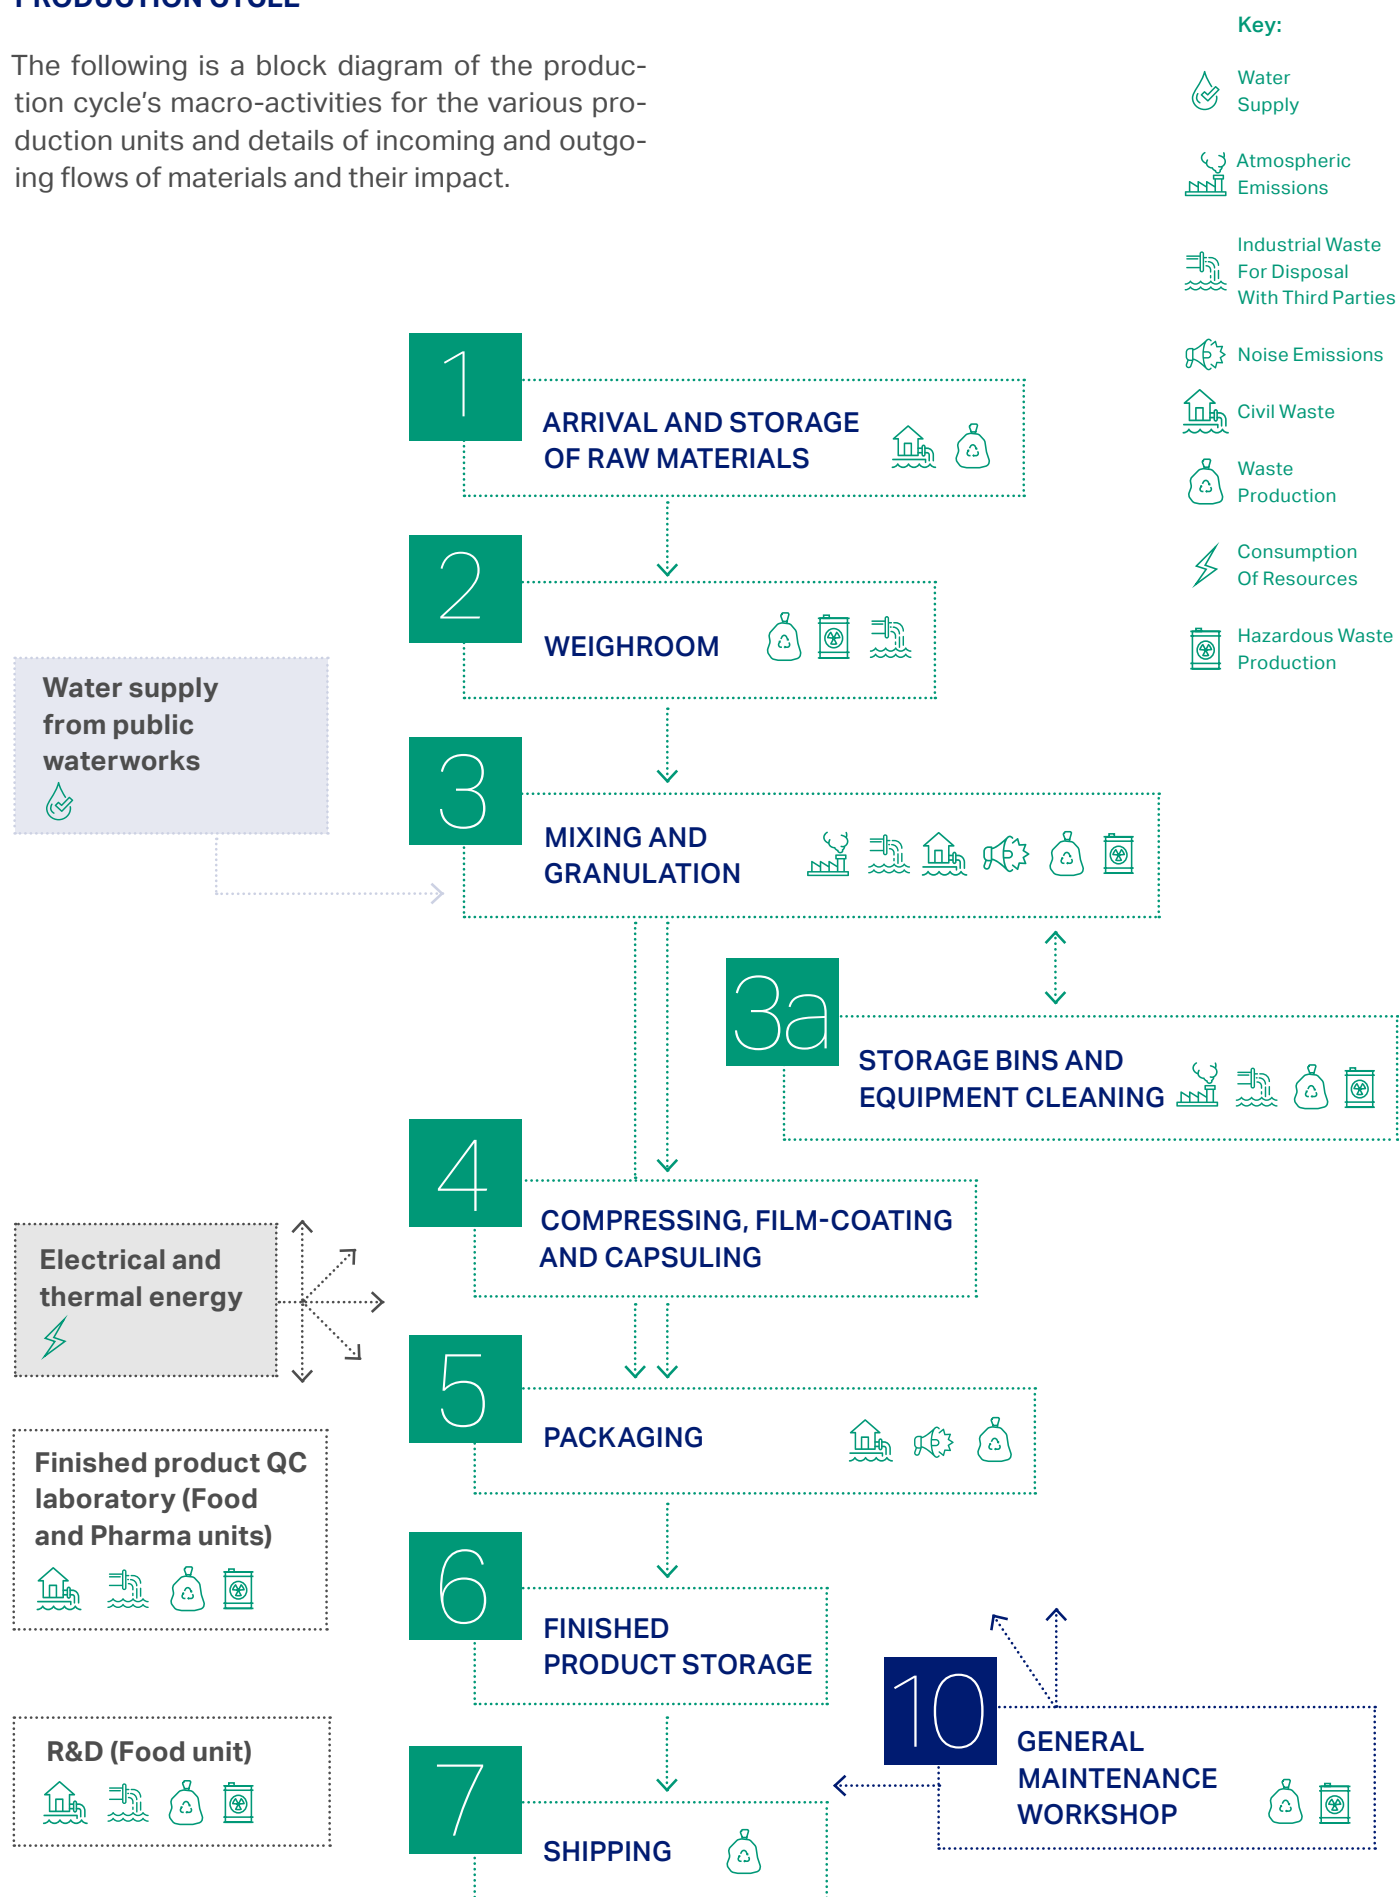 PRODUCTION CYCLE
The following is a block diagram of the produc-
tion cycle's macro-activities for the various pro-
duction units and details of incoming and outgo-
ing flows of materials and their impact.
Key:
Water
Supply
Atmospheric
Emissions
Industrial Waste
For Disposal
With Third Parties
Noise Emissions
Civil Waste
Waste
Production
Consumption
Of Resources
Hazardous Waste
Production
1
ARRIVAL AND STORAGE
OF RAW MATERIALS
2
WEIGHROOM
Water supply
from public
waterworks
3
MIXING AND
GRANULATION
3a
STORAGE BINS AND
EQUIPMENT CLEANING
4
COMPRESSING, FILM-COATING
AND CAPSULING
Electrical and
thermal energy
5
PACKAGING
Finished product QC
laboratory (Food
and Pharma units)
6
FINISHED
PRODUCT STORAGE
R&D (Food unit)
7
SHIPPING
10
GENERAL
MAINTENANCE
WORKSHOP